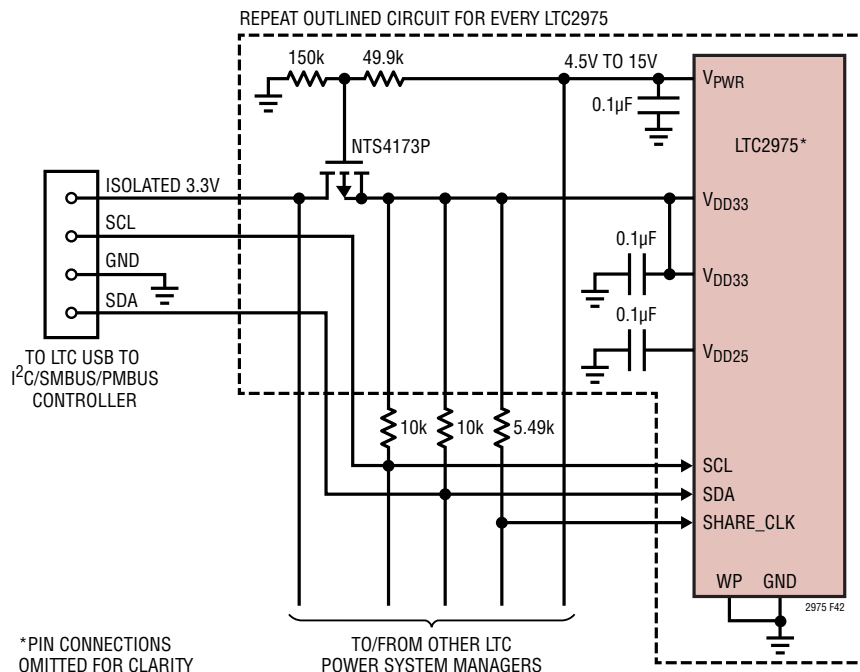 REPEAT OUTLINED CIRCUIT FOR EVERY LTC2975
150k
49.9k
4.5V TO 15V
VPWR
0.1µF
LTC2975*
NTS4173P
ISOLATED 3.3V
VDD33
SCL
0.1µF
GND
VDD33
SDA
0.1µF
VDD25
TO LTC USB TO
I2C/SMBUS/PMBUS
CONTROLLER
10k
10k
5.49k
SCL
SDA
SHARE_CLK
WP
GND
2975 F42
*PIN CONNECTIONS
OMITTED FOR CLARITY
TO/FROM OTHER LTC
POWER SYSTEM MANAGERS